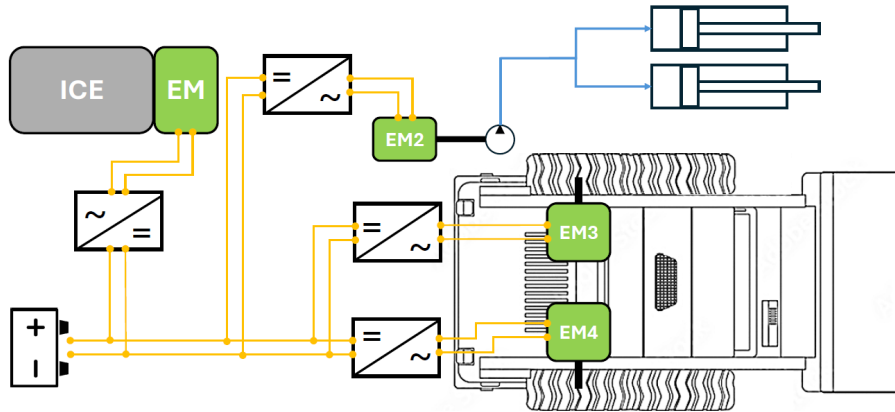 ICE
EM
=
~
EM2
~
=
=
~
EM3
+
−
=
~
EM4